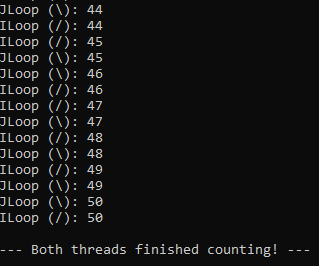 JLoop (\): 44
ILoop (/): 44
ILoop (/): 45
JLoop (\): 45
JLoop (\): 46
ILoop (/): 46
ILoop (/): 47
JLoop (\): 47
ILoop (/): 48
JLoop (\): 48
ILoop (/): 49
JLoop (\): 49
JLoop (\): 50
ILoop (/): 50
--- Both threads finished counting! ---